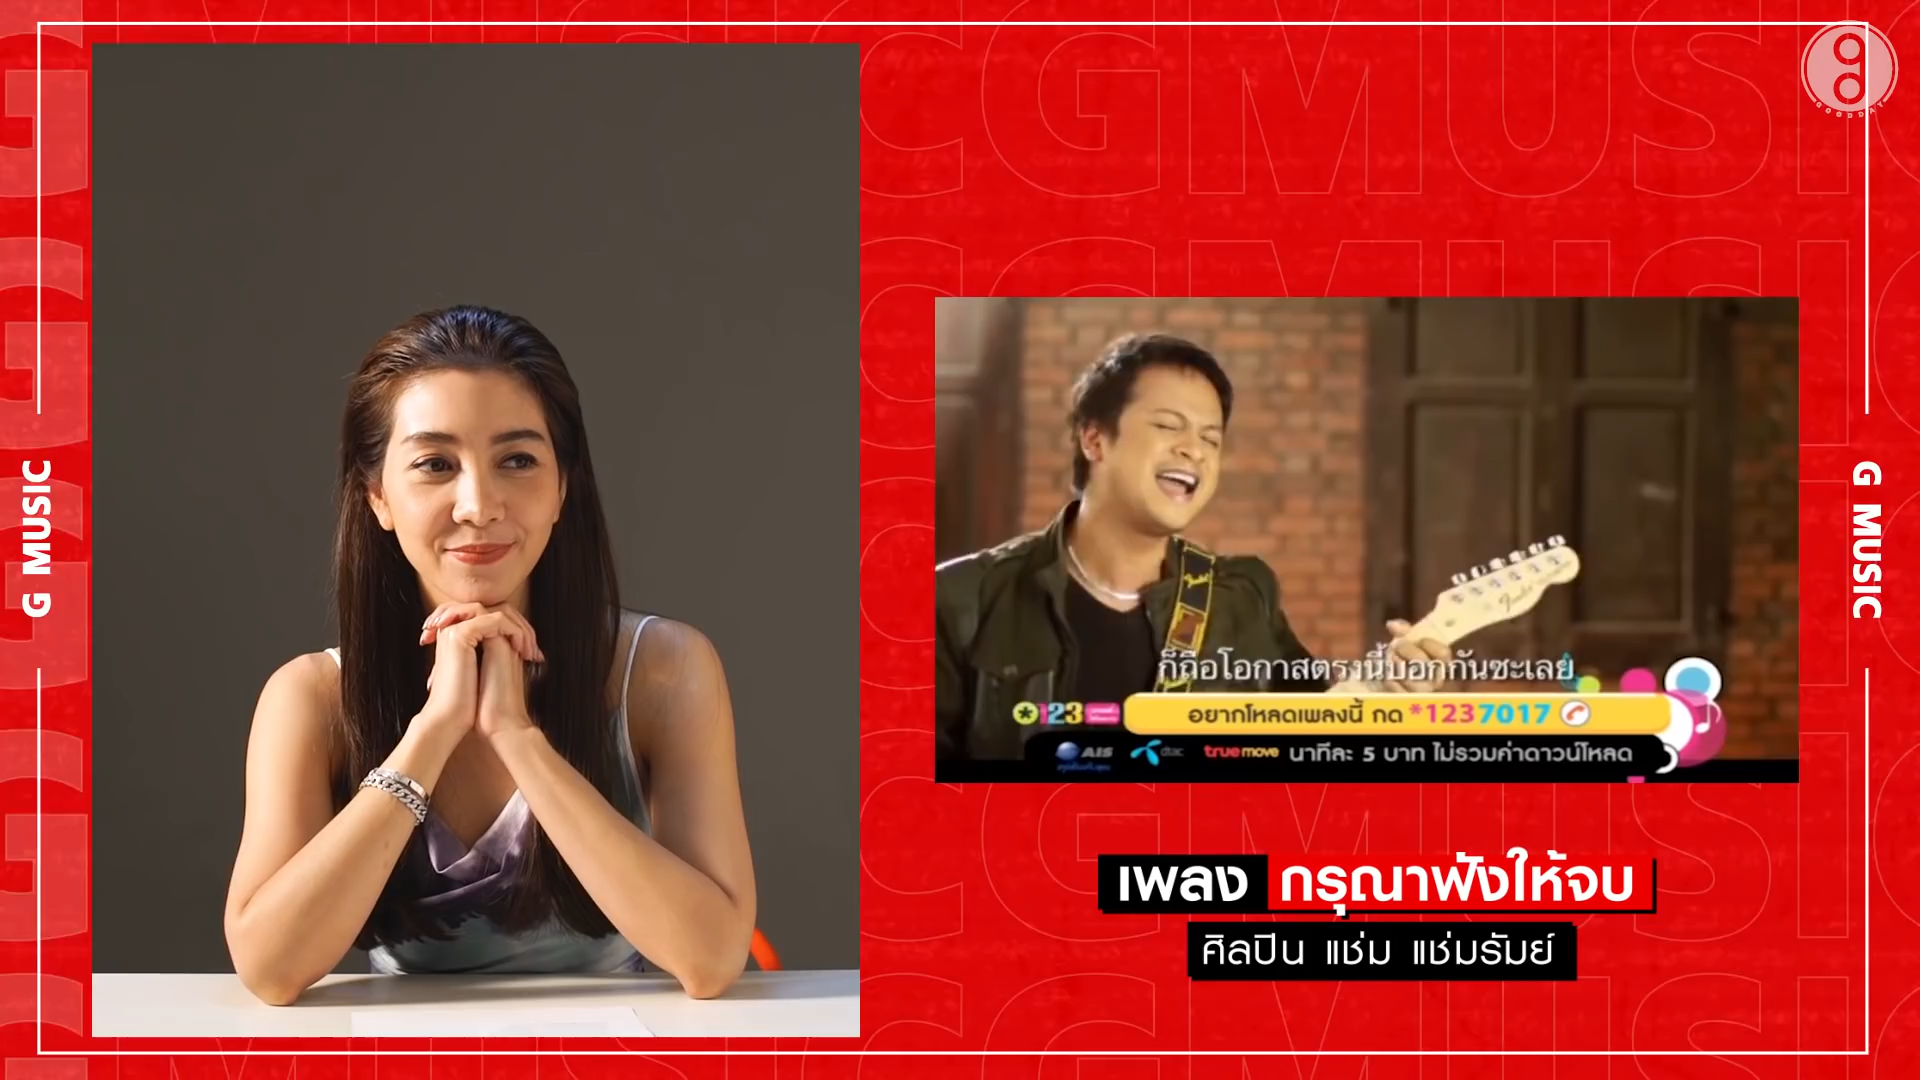 GOODDAY
G MUSIC
G MUSIC
Fender
Fender
ก็ถือโอกาสตรงนี้บอกกันซะเลย
*123
อยากโหลดเพลงนี้ กด *1237017
AIS
dtac
truemove นาทีละ 5 บาท ไม่รวมค่าดาวน์โหลด
เพลง กรุณาฟังให้จบ
ศิลปิน แช่ม แช่มรัมย์